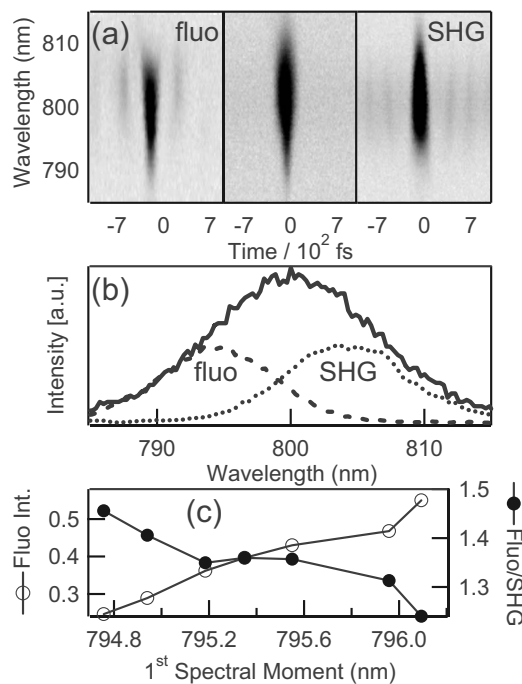 (a) fluo SHG
Wavelength (nm)
810
800
790
-7 0 7 -7 0 7 -7 0 7
Time / 10² fs
(b)
Intensity [a.u.]
fluo SHG
790 800 810
Wavelength (nm)
(c)
Fluo Int.
0.5
0.4
0.3
1.5
1.4
1.3
Fluo/SHG
794.8 795.2 795.6 796.0
1st Spectral Moment (nm)